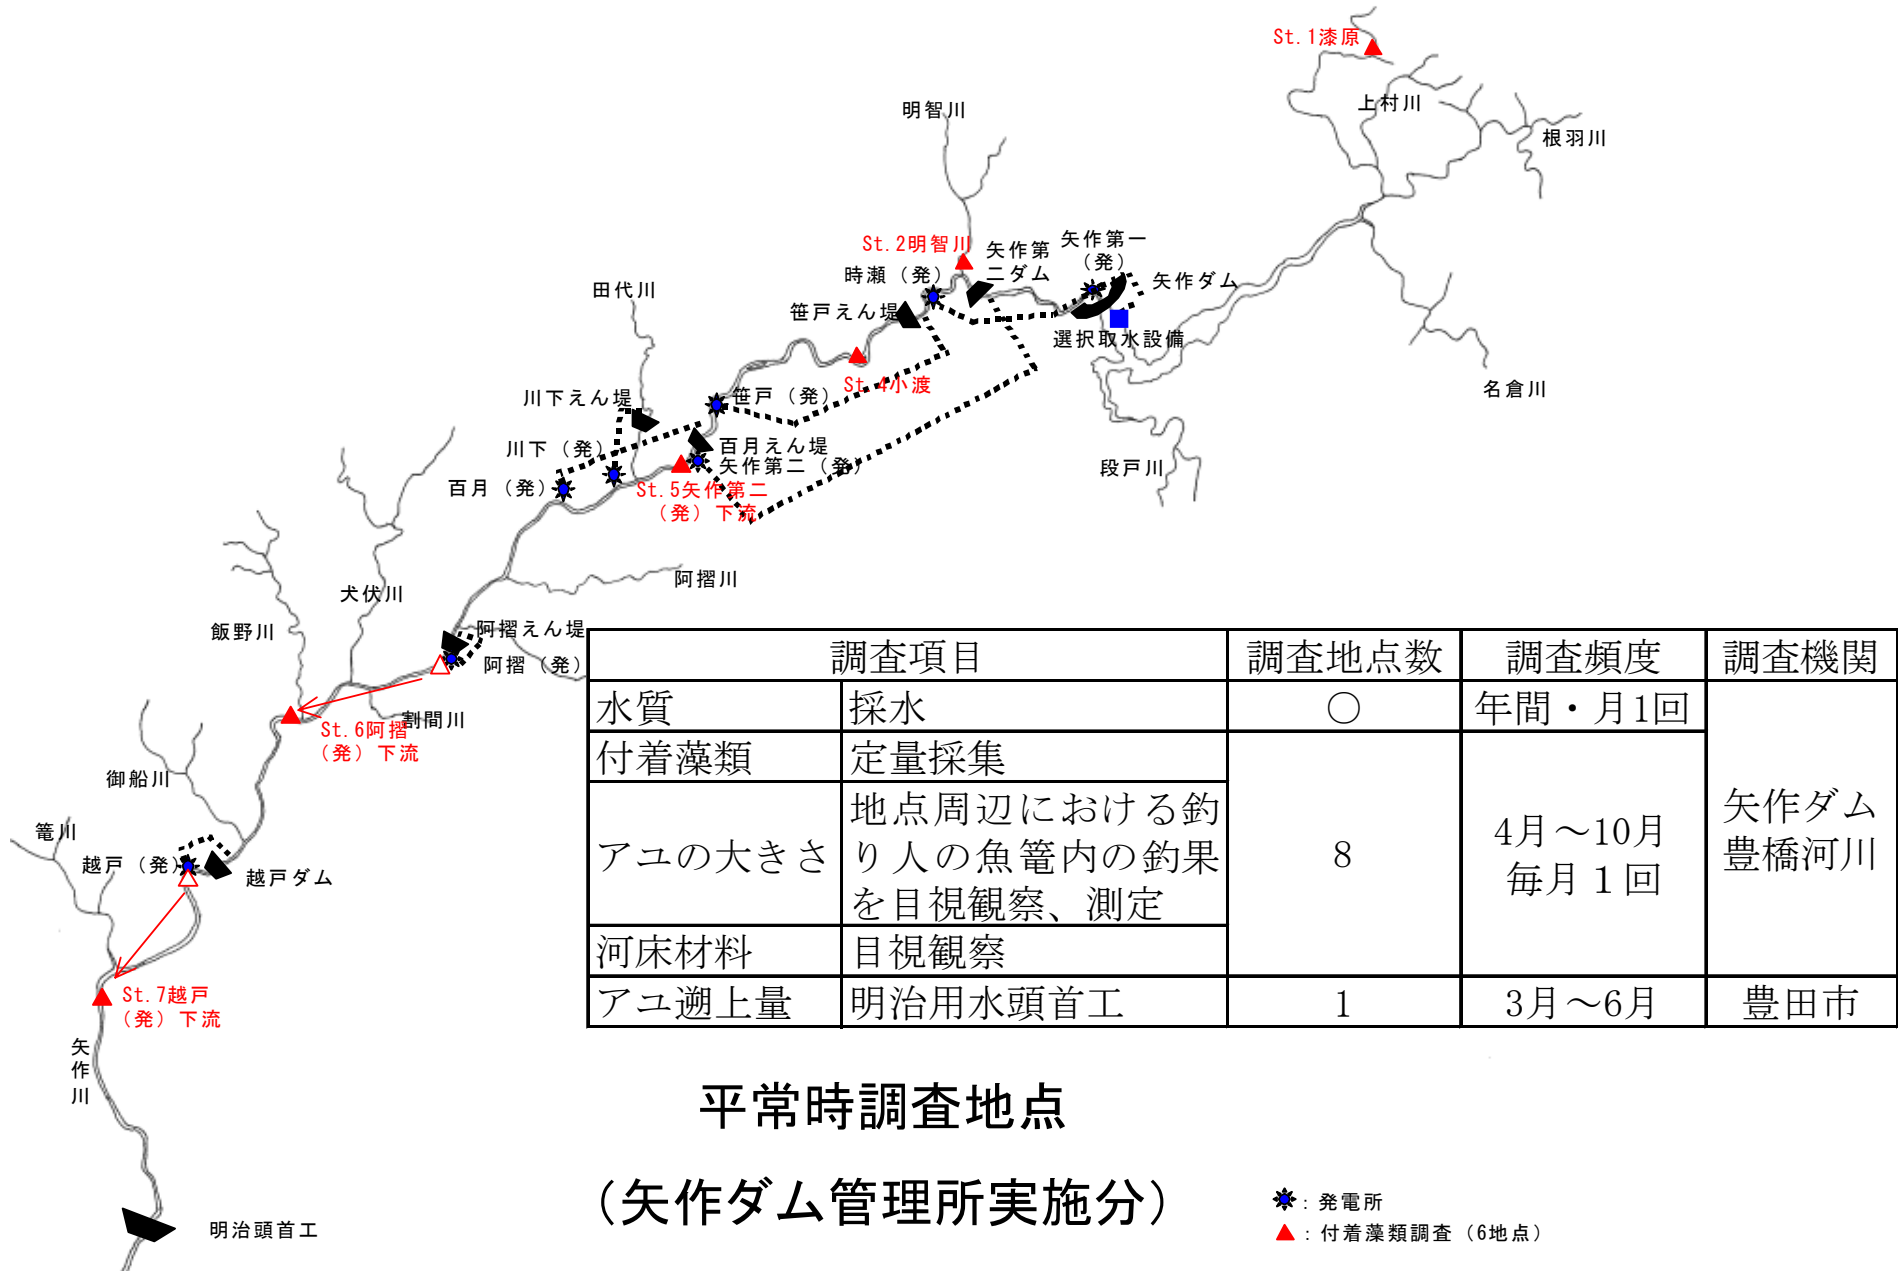 St.1漆原
上村川
根羽川
明智川
St.2明智川
矢作第
二ダム
矢作第一
（発）
矢作ダム
時瀬（発）
田代川
笹戸えん堤
選択取水設備
St.4小渡
名倉川
川下えん堤
笹戸（発）
川下（発）
百月えん堤
矢作第二（発）
段戸川
百月（発）
St.5矢作第二
（発）下流
阿摺川
犬伏川
飯野川
阿摺えん堤
阿摺（発）
割間川
St.6阿摺
（発）下流
御船川
篭川
越戸（発）
越戸ダム
St.7越戸
（発）下流
矢作川
明治頭首工
調査項目 調査地点数 調査頻度 調査機関
水質 採水 ○ 年間・月1回
付着藻類 定量採集
アユの大きさ
地点周辺における釣
り人の魚篭内の釣果
を目視観察、測定
8
4月～10月
毎月１回
矢作ダム
豊橋河川
河床材料 目視観察
アユ遡上量 明治用水頭首工 1 3月～6月 豊田市
平常時調査地点
（矢作ダム管理所実施分）
：発電所
：付着藻類調査（6地点）